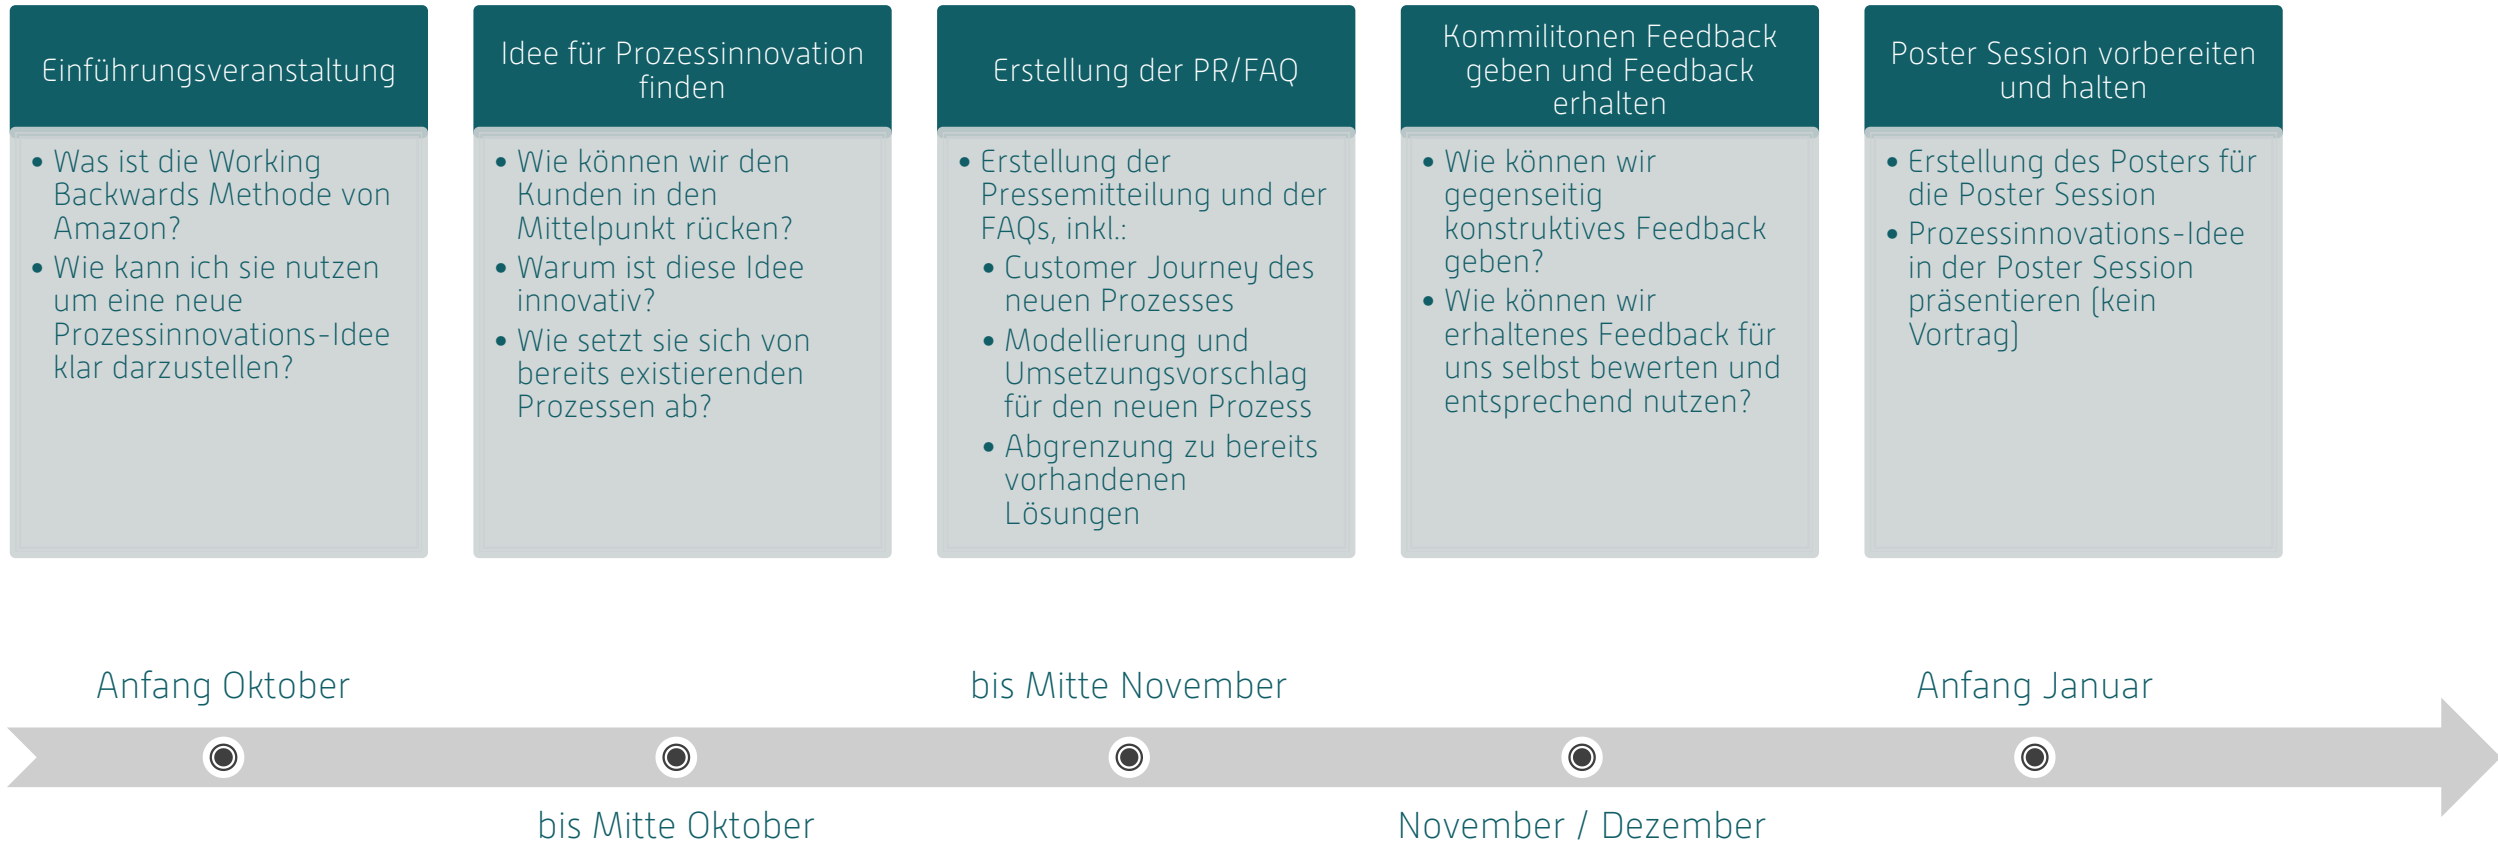 Einführungsveranstaltung
• Was ist die Working
Backwards Methode von
Amazon?
• Wie kann ich sie nutzen
um eine neue
Prozessinnovations-Idee
klar darzustellen?
Idee für Prozessinnovation
finden
• Wie können wir den
Kunden in den
Mittelpunkt rücken?
• Warum ist diese Idee
innovativ?
• Wie setzt sie sich von
bereits existierenden
Prozessen ab?
Erstellung der PR/FAQ
• Erstellung der
Pressemitteilung und der
FAQs, inkl.:
• Customer Journey des
neuen Prozesses
• Modellierung und
Umsetzungsvorschlag
für den neuen Prozess
• Abgrenzung zu bereits
vorhandenen
Lösungen
Kommilitonen Feedback
geben und Feedback
erhalten
• Wie können wir
gegenseitig
konstruktives Feedback
geben?
• Wie können wir
erhaltenes Feedback für
uns selbst bewerten und
entsprechend nutzen?
Poster Session vorbereiten
und halten
• Erstellung des Posters für
die Poster Session
• Prozessinnovations-Idee
in der Poster Session
präsentieren (kein
Vortrag)
Anfang Oktober
bis Mitte Oktober
bis Mitte November
November / Dezember
Anfang Januar